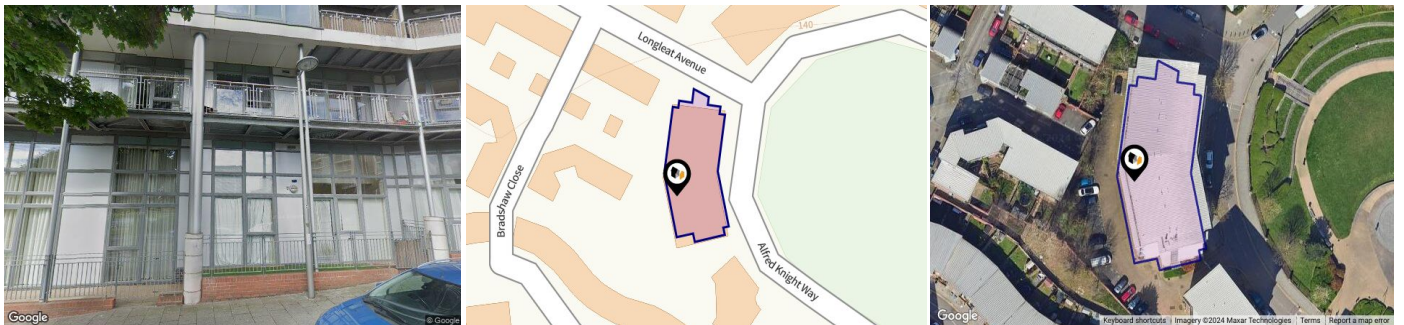 Google
© Google
Longleat Avenue
140
Bradshaw Close
Alfred Knight Way
Google
Keyboard shortcuts
Imagery ©2024 Maxar Technologies
Terms
Report a map error